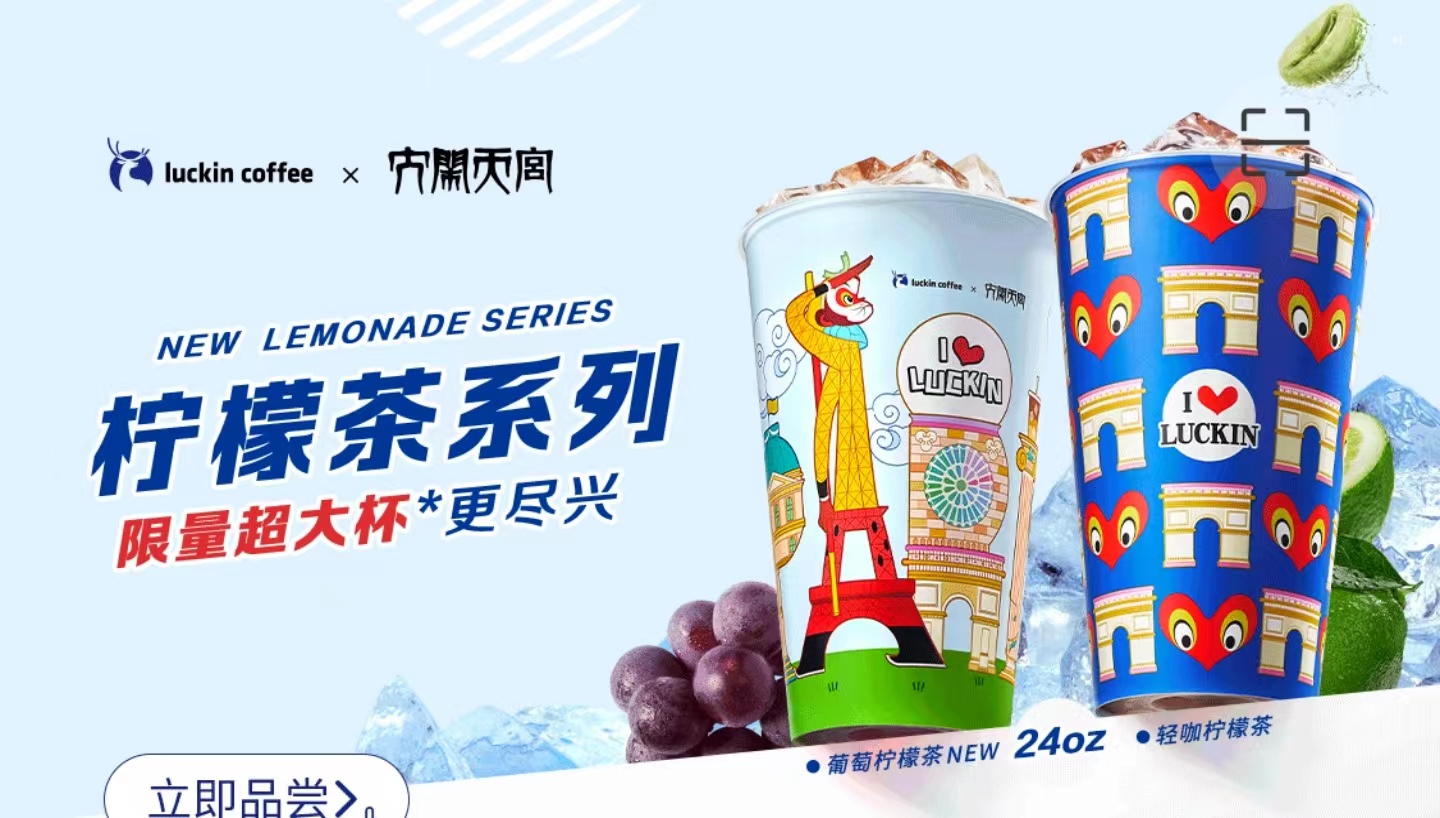 luckin coffee × 大闹天宫
NEW LEMONADE SERIES
柠檬茶系列
限量超大杯*更尽兴
luckin coffee × 大闹天宫
I
LUCKIN
I
LUCKIN
葡萄柠檬茶NEW 24oz 轻咖柠檬茶
立即品尝